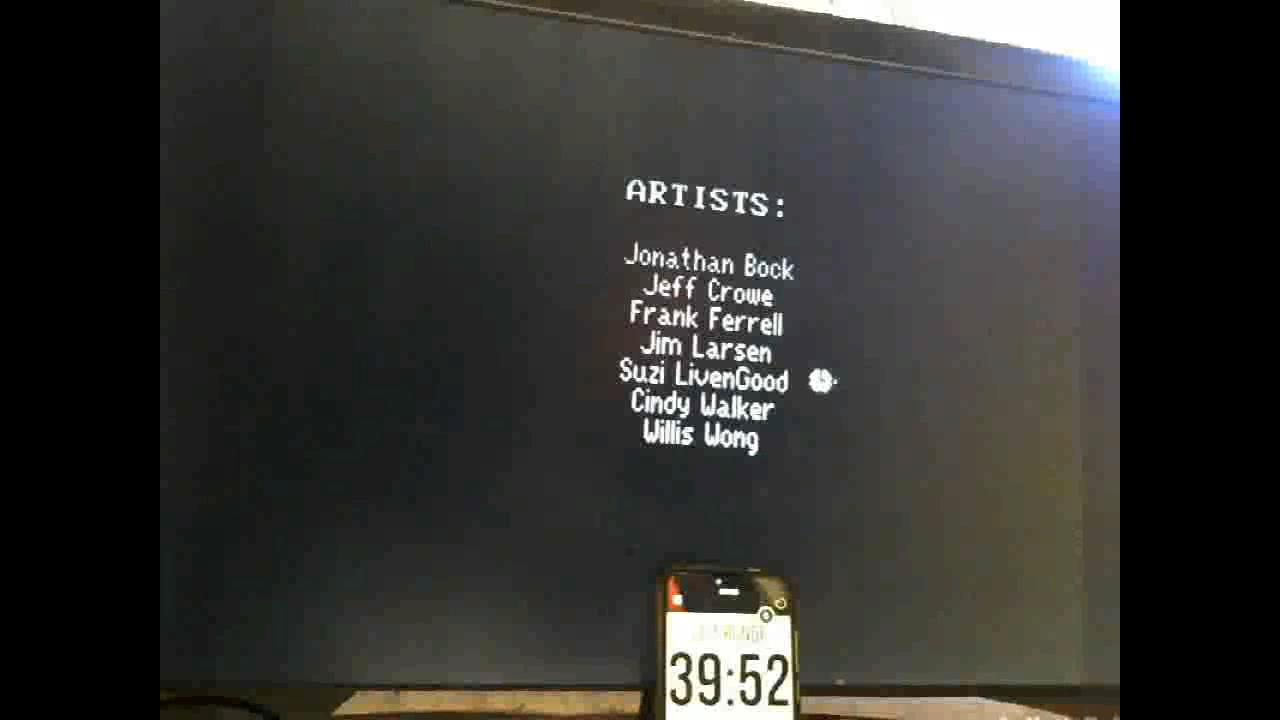 ARTISTS:
Jonathan Bock
Jeff Crowe
Frank Ferrell
Jim Larsen
Suzi LivenGood
Cindy Walker
Willis Wong
39:52